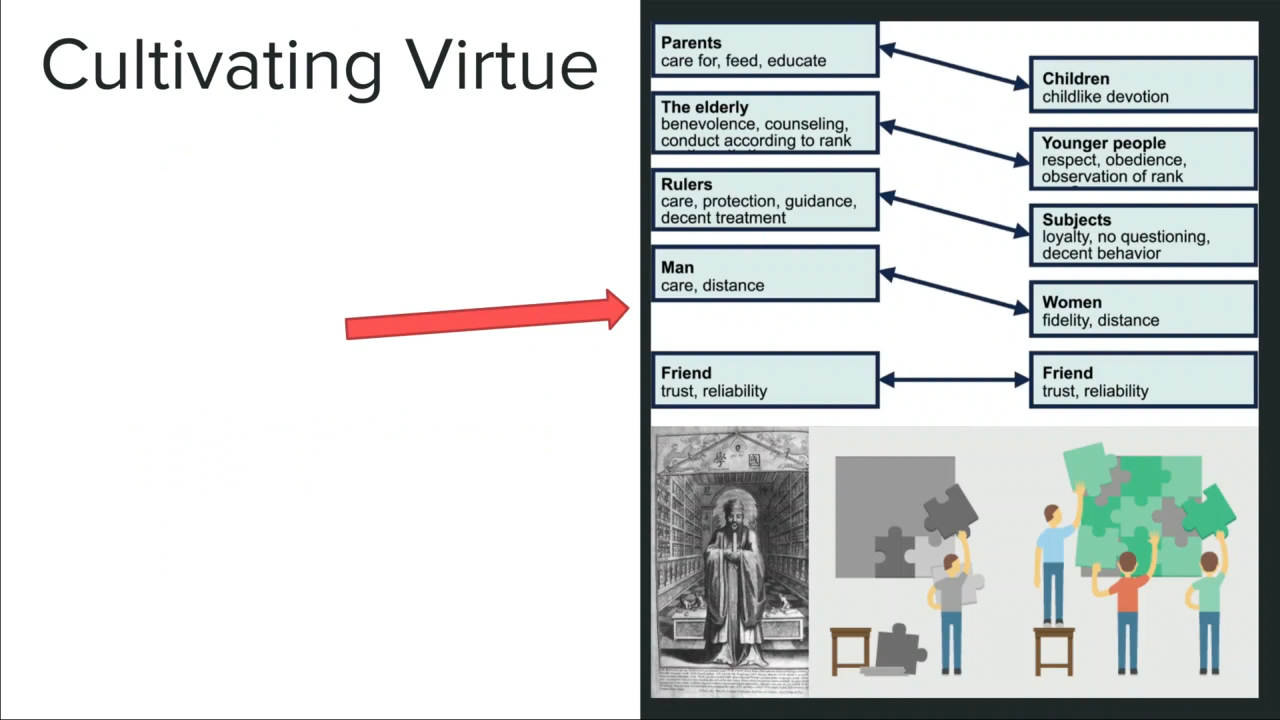 Cultivating Virtue
Parents
care for, feed, educate
Children
childlike devotion
The elderly
benevolence, counseling,
conduct according to rank
Younger people
respect, obedience,
observation of rank
Rulers
care, protection, guidance,
decent treatment
Subjects
loyalty, no questioning,
decent behavior
Man
care, distance
Women
fidelity, distance
Friend
trust, reliability
Friend
trust, reliability
學 國